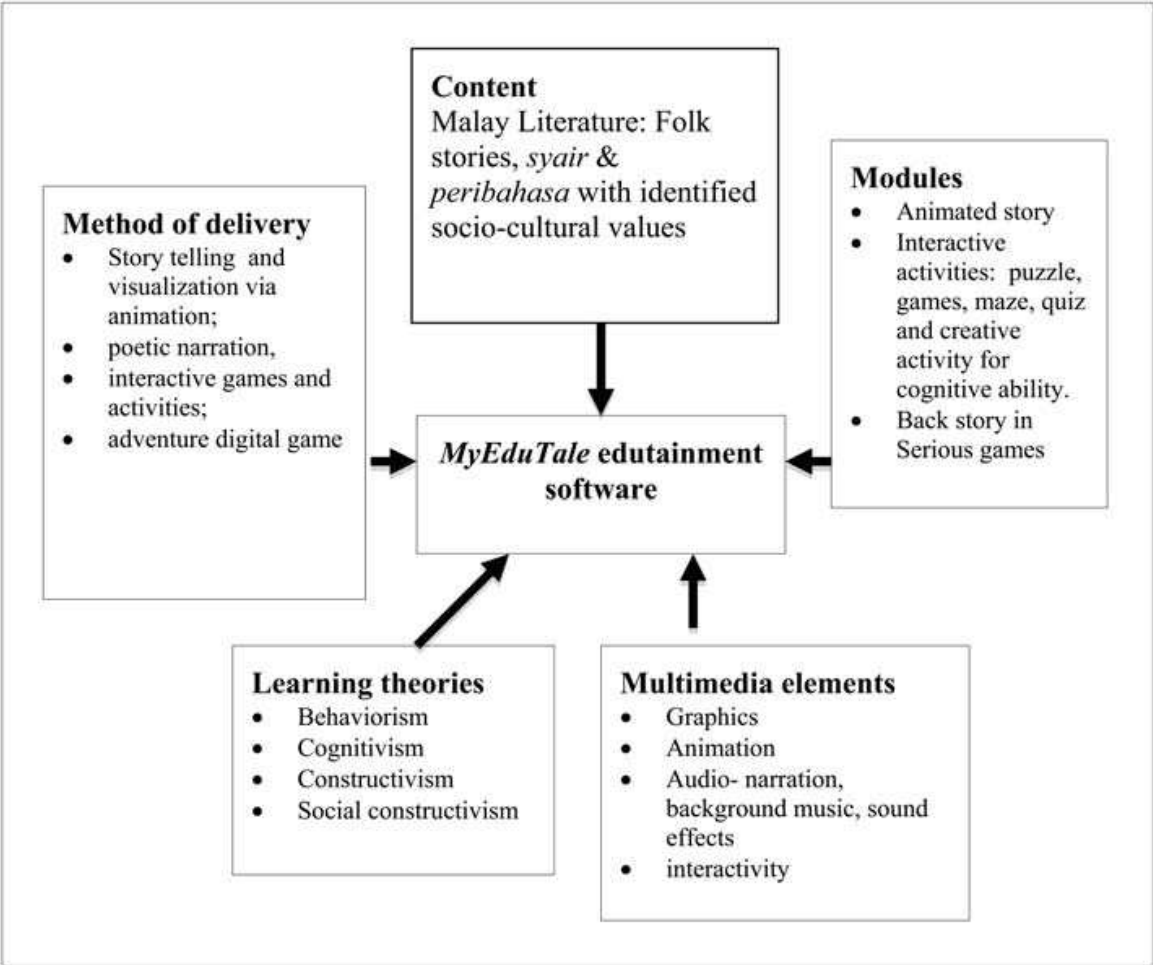 Content
Malay Literature: Folk
stories, syair &
peribahasa with identified
socio-cultural values
Method of delivery
• Story telling and
visualization via
animation;
• poetic narration,
• interactive games and
activities;
• adventure digital game
Modules
• Animated story
• Interactive
activities: puzzle,
games, maze, quiz
and creative
activity for
cognitive ability.
• Back story in
Serious games
MyEduTale edutainment
software
Learning theories
• Behaviorism
• Cognitivism
• Constructivism
• Social constructivism
Multimedia elements
• Graphics
• Animation
• Audio- narration,
background music, sound
effects
• interactivity